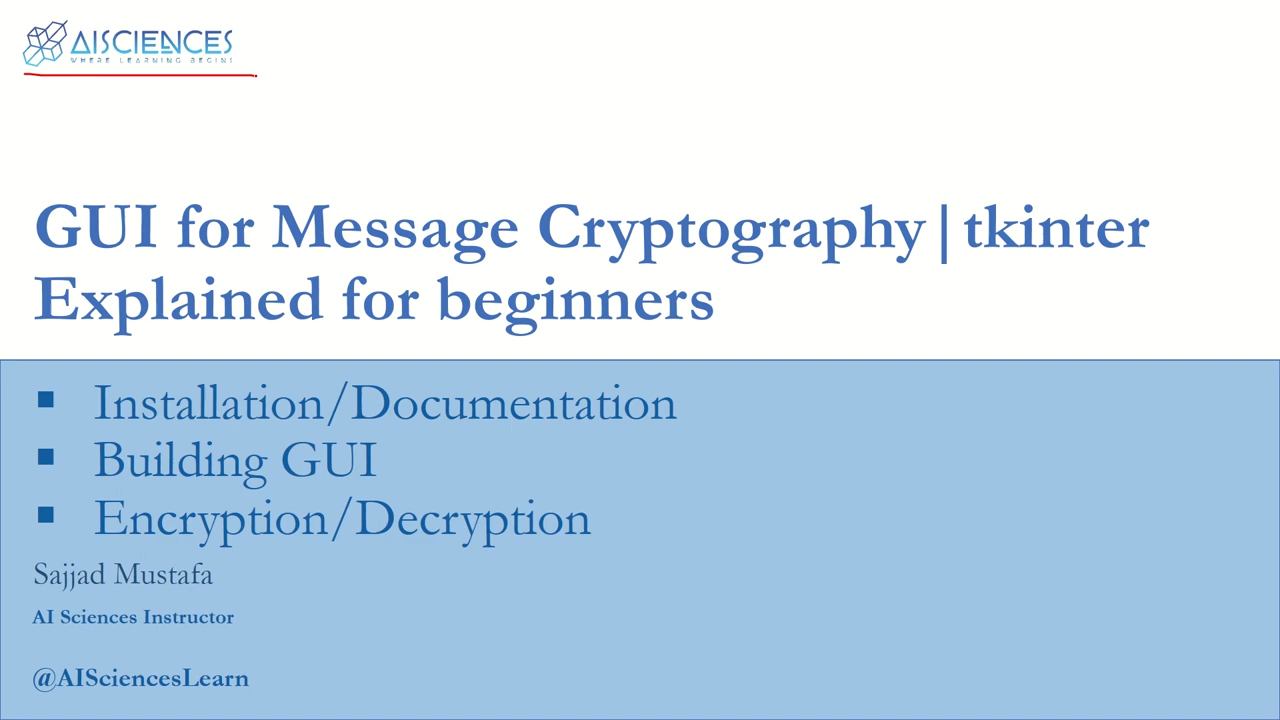 AISCIENCES
WHERE LEARNING BEGINS
GUI for Message Cryptography|tkinter
Explained for beginners
▪ Installation/Documentation
▪ Building GUI
▪ Encryption/Decryption
Sajjad Mustafa
AI Sciences Instructor
@AISciencesLearn